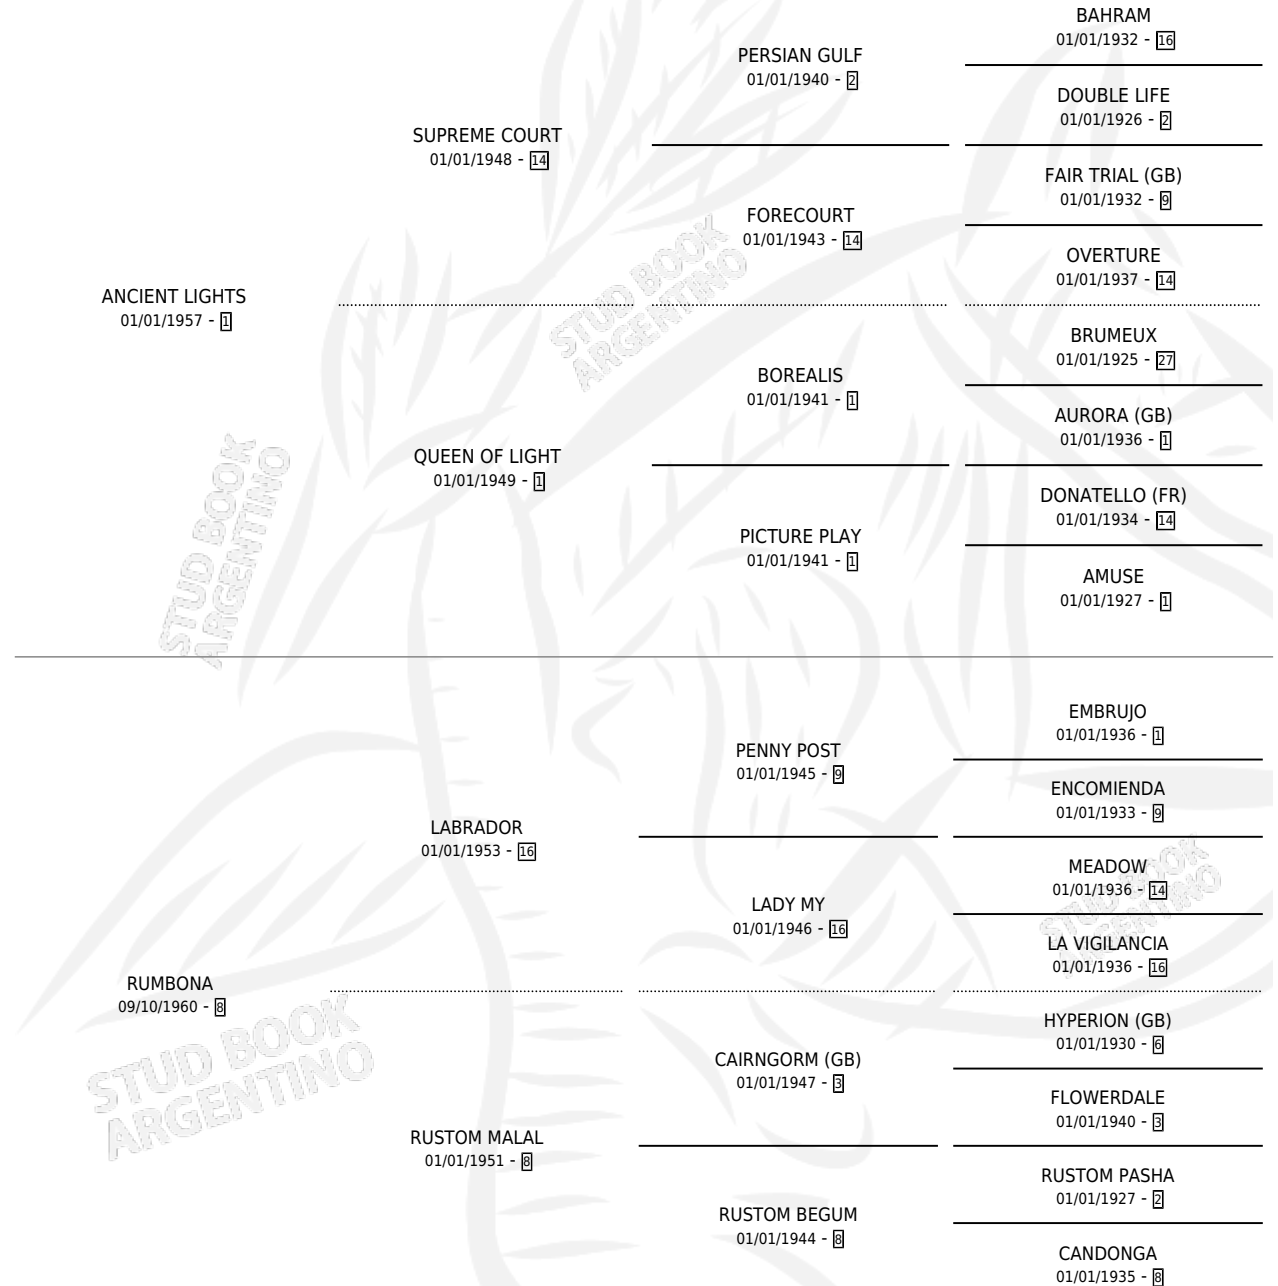 BAHRAM
01/01/1932 - 16
PERSIAN GULF
01/01/1940 - 2
DOUBLE LIFE
01/01/1926 - 2
SUPREME COURT
01/01/1948 - 14
FAIR TRIAL (GB)
01/01/1932 - 9
FORECOURT
01/01/1943 - 14
OVERTURE
01/01/1937 - 14
ANCIENT LIGHTS
01/01/1957 - 1
BRUMEUX
01/01/1925 - 27
BOREALIS
01/01/1941 - 1
AURORA (GB)
01/01/1936 - 1
QUEEN OF LIGHT
01/01/1949 - 1
DONATELLO (FR)
01/01/1934 - 14
PICTURE PLAY
01/01/1941 - 1
AMUSE
01/01/1927 - 1
STUD BOOK
ARGENTINO
STUD BOOK
ARGENTINO
EMBRUJO
01/01/1936 - 1
PENNY POST
01/01/1945 - 9
ENCOMIENDA
01/01/1933 - 9
LABRADOR
01/01/1953 - 16
MEADOW
01/01/1936 - 14
LADY MY
01/01/1946 - 16
LA VIGILANCIA
01/01/1936 - 16
RUMBONA
09/10/1960 - 8
HYPERION (GB)
01/01/1930 - 6
CAIRNGORM (GB)
01/01/1947 - 3
FLOWERDALE
01/01/1940 - 3
RUSTOM MALAL
01/01/1951 - 8
RUSTOM PASHA
01/01/1927 - 2
RUSTOM BEGUM
01/01/1944 - 8
CANDONGA
01/01/1935 - 8
STUD BOOK
ARGENTINO
STUD BOOK
ARGENTINO